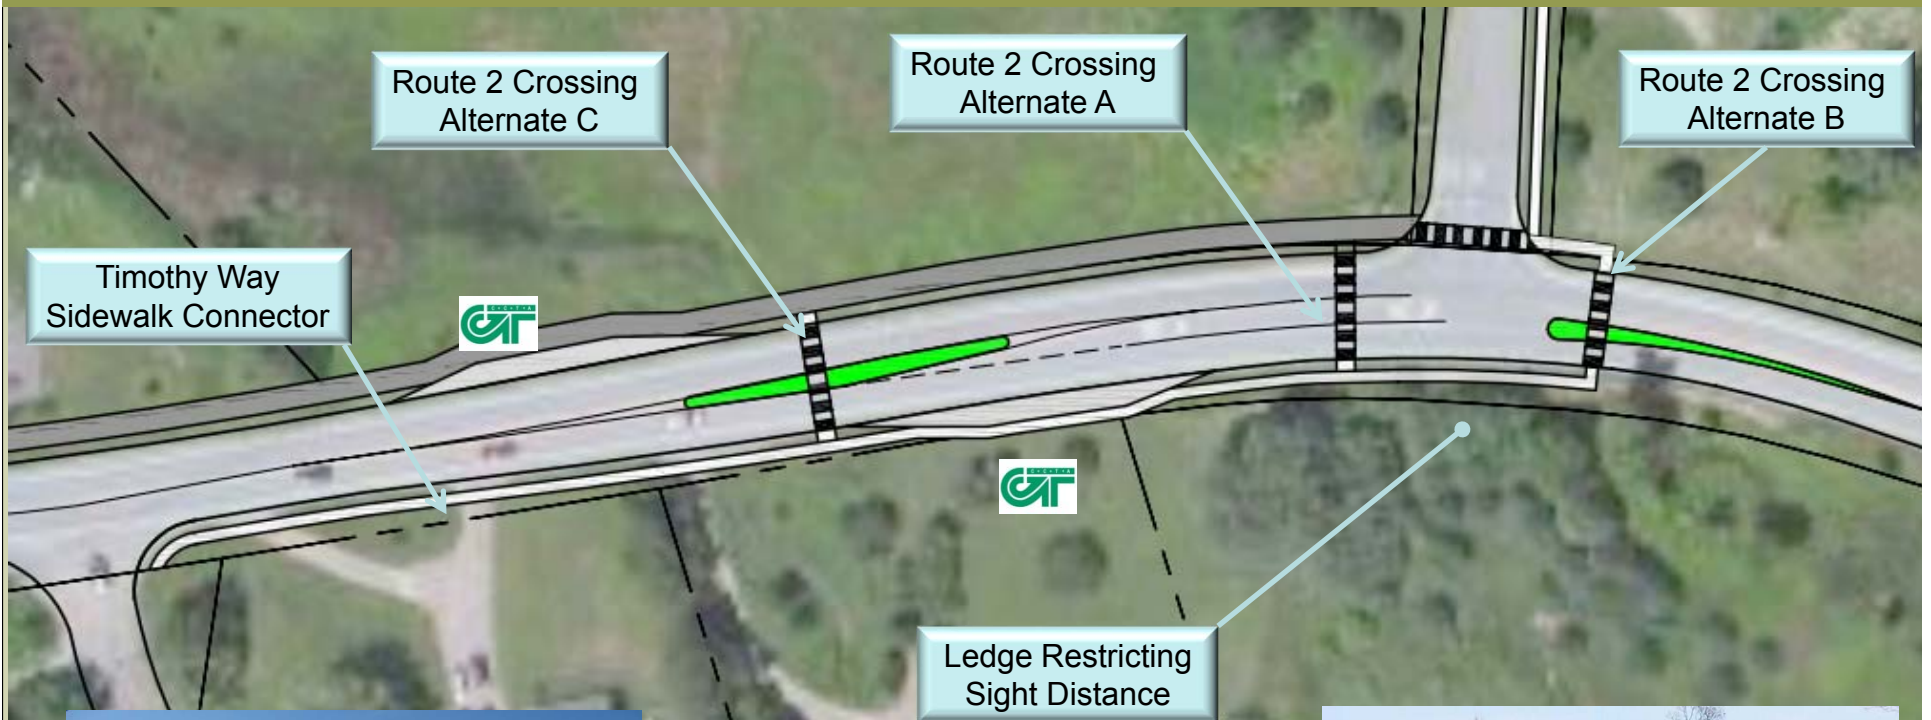 Route 2 Crossing
Alternate C
Route 2 Crossing
Alternate A
Route 2 Crossing
Alternate B
Timothy Way
Sidewalk Connector
Ledge Restricting
Sight Distance